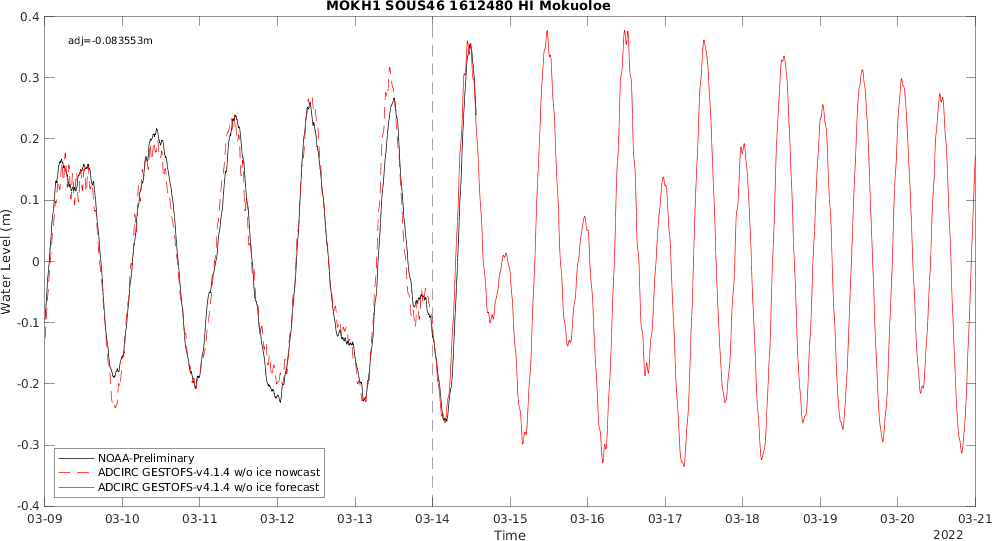 MOKH1 SOUS46 1612480 HI Mokuoloe
adj=-0.083553m
0.4
0.3
0.2
0.1
0
-0.1
-0.2
-0.3
-0.4
Water Level (m)
NOAA-Preliminary
ADCIRC GESTOFS-v4.1.4 w/o ice nowcast
ADCIRC GESTOFS-v4.1.4 w/o ice forecast
03-09 03-10 03-11 03-12 03-13 03-14 03-15 03-16 03-17 03-18 03-19 03-20 03-21
Time
2022